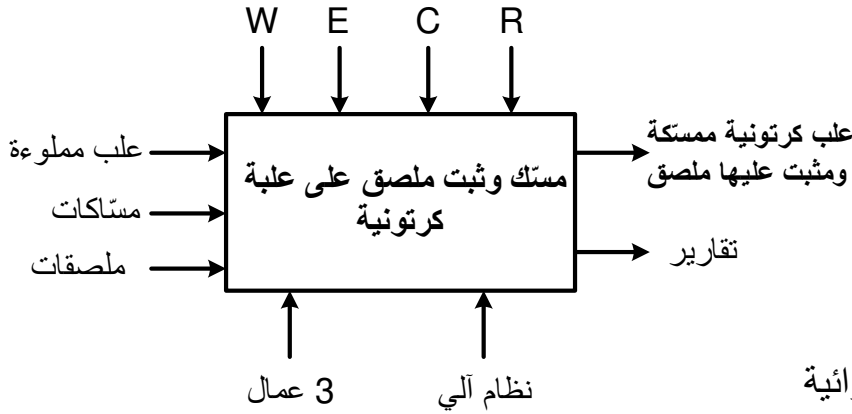 W E C R
علب مملوءة
مسّاكات
ملصقات
مسّك وثبت ملصق على علبة
كرتونية
علب كرتونية ممسّكة
ومثبت عليها ملصق
تقارير
3 عمال
نظام آلي